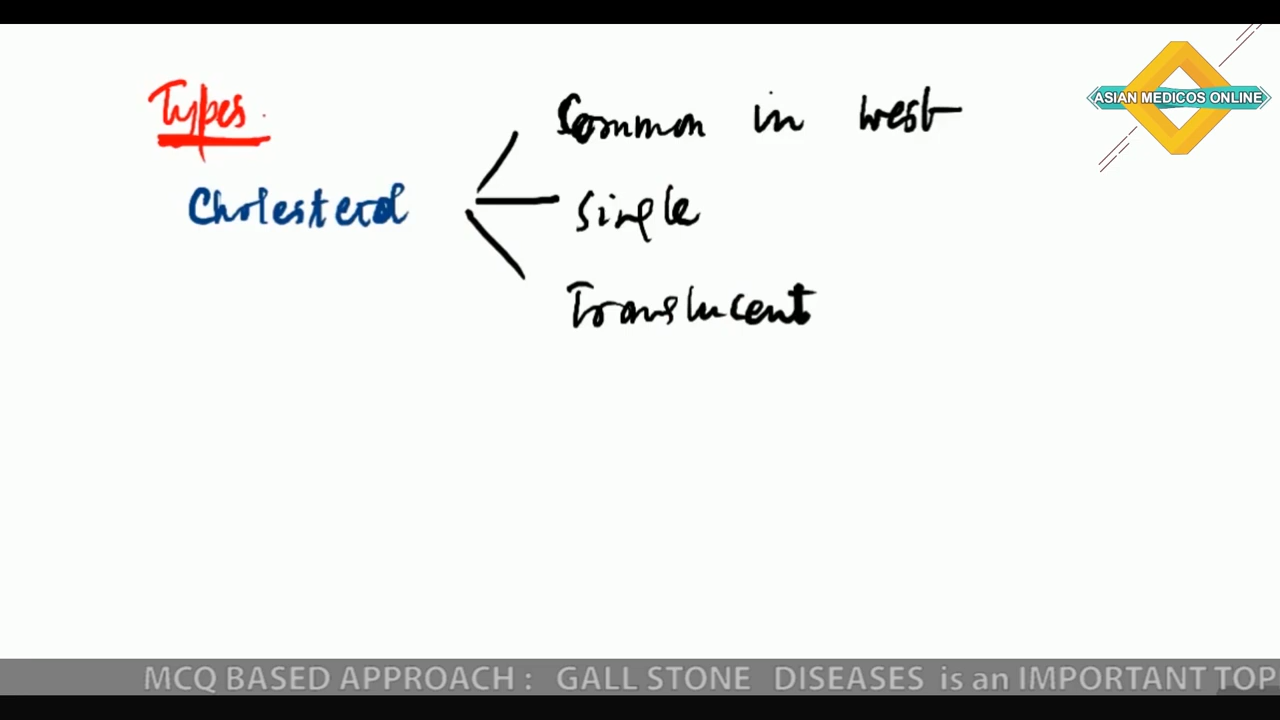 Types.
Common in west
ASIAN MEDICOS ONLINE
Cholesterol
Single
Translucent
MCQ BASED APPROACH : GALL STONE DISEASES is an IMPORTANT TOP